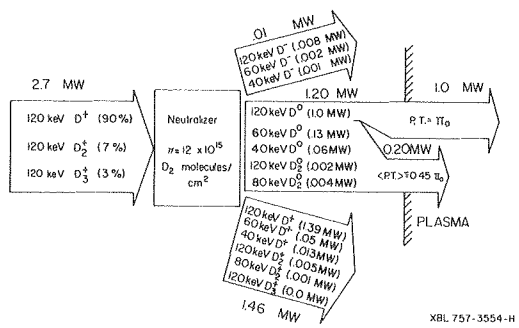 .01 MW
120 keV D⁻ (.008 MW)
60 keV D⁻ (.002 MW)
40 keV D⁻ (.001 MW)
2.7 MW
120 keV D⁺ (90%)
120 keV D₂⁺ (7%)
120 keV D₃⁺ (3%)
Neutralizer
π=12 x10¹⁵
D₂ molecules/
cm²
1.20 MW
120 keV D⁰ (1.0 MW)
60 keV D⁰ (.13 MW)
40 keV D⁰ (.06 MW)
120 keV D₂⁰ (.002 MW)
80 keV D₂⁰ (.004 MW)
1.0 MW
P.T.= π₀
0.20MW
<P.T.>=0.45 π₀
PLASMA
120 keV D⁺ (1.39 MW)
60 keV D⁺ (.05 MW)
40 keV D⁺ (.013 MW)
120 keV D₂⁺ (.005 MW)
80 keV D₂⁺ (.001 MW)
120 keV D₃⁺ (0.0 MW)
1.46 MW
XBL 757-3554-H